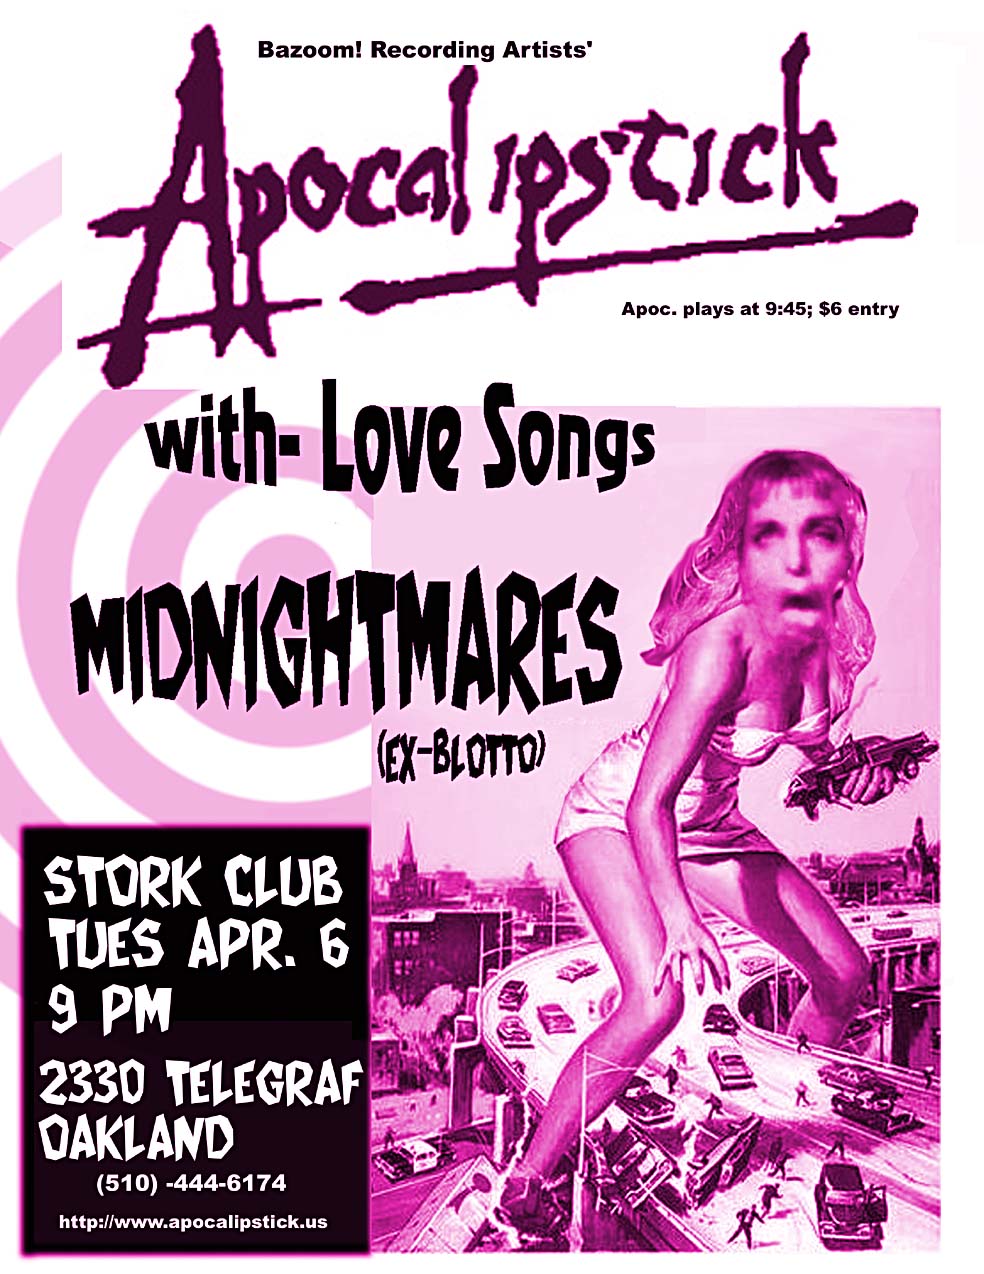 Bazoom! Recording Artists'
Apocalipstick
Apoc. plays at 9:45; $6 entry
with- Love Songs
MIDNIGHTMARES
(EX-BLOTTO)
STORK CLUB
TUES APR. 6
9 PM
2330 TELEGRAF
OAKLAND
(510) -444-6174
http://www.apocalipstick.us